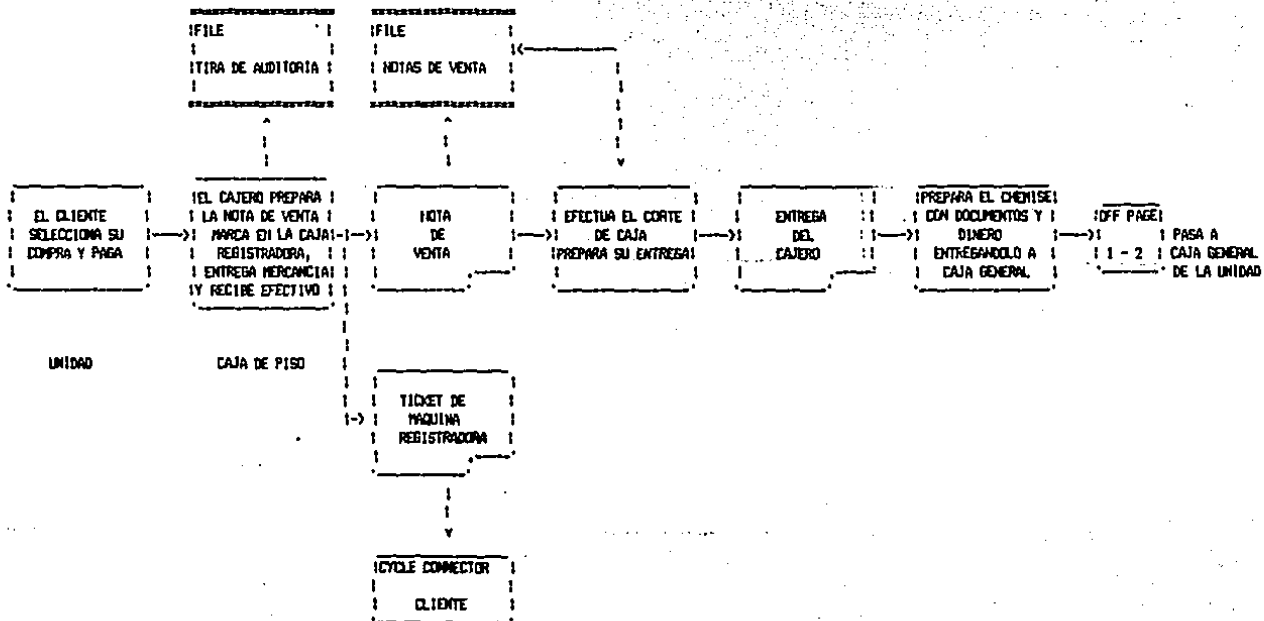 FILE
TIRA DE AUDITORIA
FILE
NOTAS DE VENTA
EL CLIENTE
SELECCIONA SU
COMPRA Y PAGA
EL CAJERO PREPARA
LA NOTA DE VENTA
MARCA EN LA CAJA
REGISTRADORA,
ENTREGA MERCANCIA
Y RECIBE EFECTIVO
NOTA
DE
VENTA
EFECTUA EL CORTE
DE CAJA
PREPARA SU ENTREGA
ENTREGA
DEL
CAJERO
PREPARA EL CHEMISE
CON DOCUMENTOS Y
DINERO
ENTREGANDOLO A
CAJA GENERAL
OFF PAGE
1 - 2
PASA A
CAJA GENERAL
DE LA UNIDAD
UNIDAD
CAJA DE PISO
TICKET DE
MAQUINA
REGISTRADORA
CYCLE CONNECTOR
CLIENTE